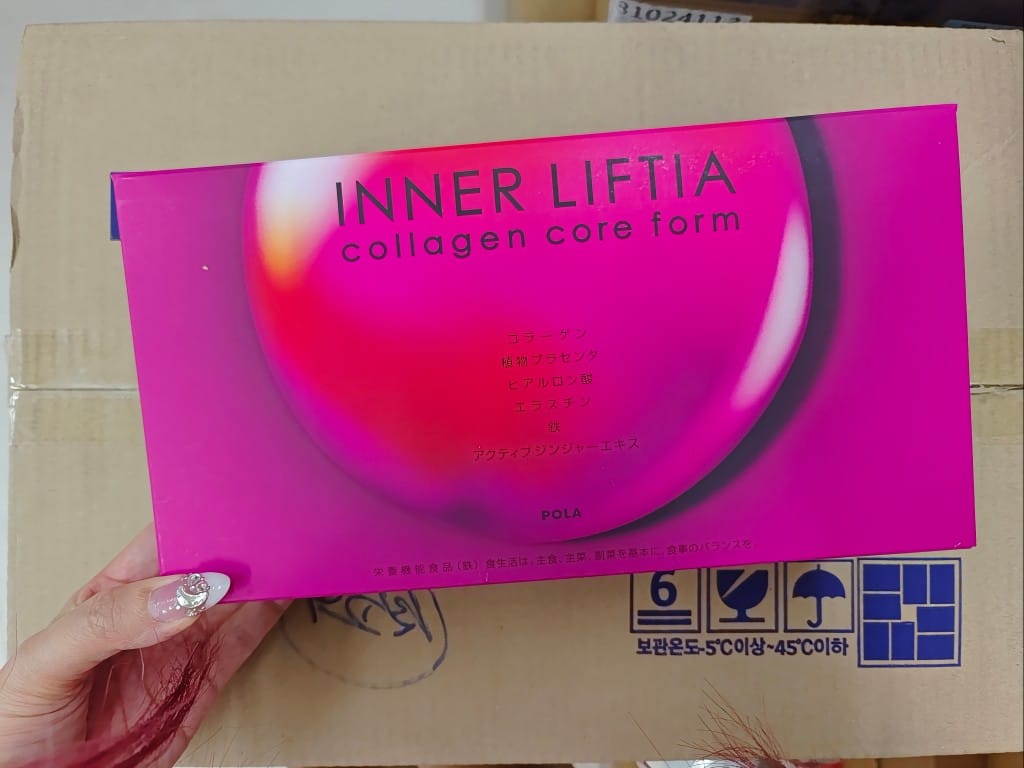 INNER LIFTIA
collagen core form
コラーゲン
植物プラセンタ
ヒアルロン酸
エラスチン
鉄
アクティブジンジャーエキス
POLA
栄養機能食品（鉄）食生活は、主食、主菜、副菜を基本に、食事のバランスを。
6
보관온도-5℃이상~45℃이하